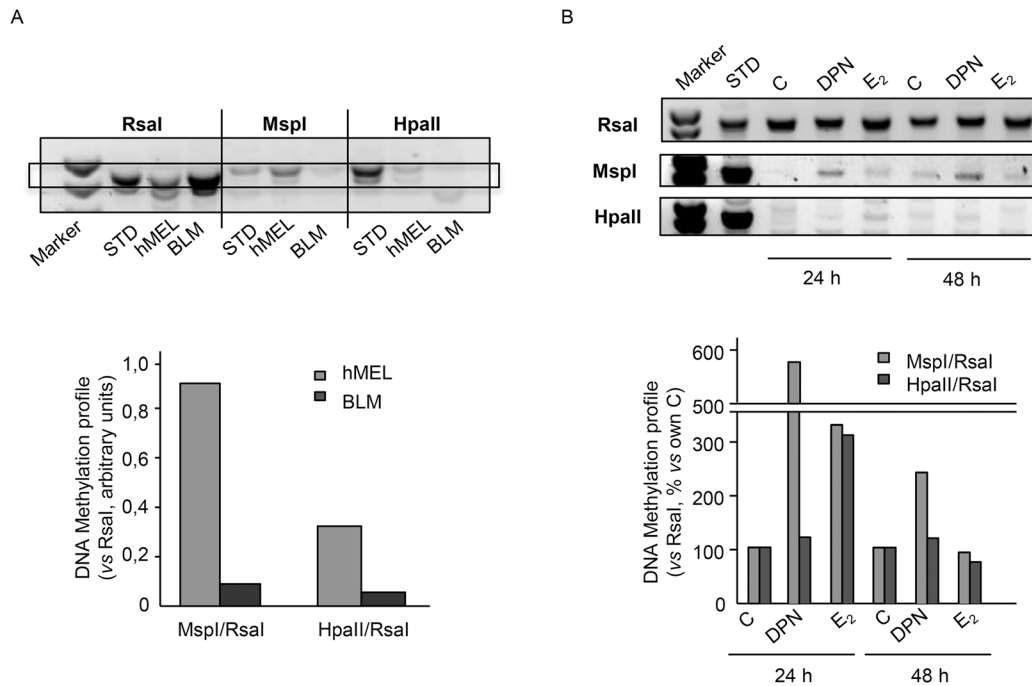 A
RsaI MspI HpaII
Marker STD hMEL BLM STD hMEL BLM STD hMEL BLM
1,0
0,8
0,6
0,4
0,2
0
DNA Methylation profile
(vs RsaI, arbitrary units)
hMEL
BLM
MspI/RsaI HpaII/RsaI
B
Marker STD C DPN E₂ C DPN E₂
RsaI
MspI
HpaII
24 h 48 h
600
500
300
200
100
0
DNA Methylation profile
(vs RsaI, % vs own C)
MspI/RsaI
HpaII/RsaI
C DPN E₂ C DPN E₂
24 h 48 h